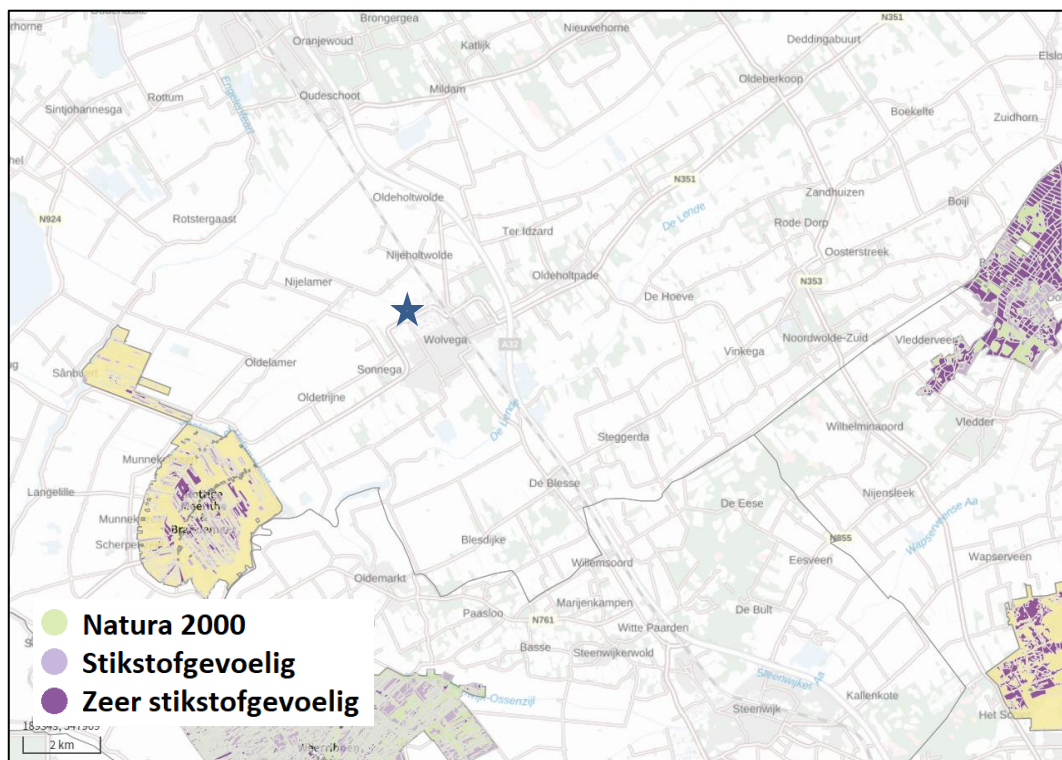 Brongergea
N351
Oranjewoud
Nieuwehorne
Katlijk
Deddingabuurt
Oldeberkoop
Mildam
Oudeschoot
Rottum
Sintjohannesga
Engelenfeart
Boekelte
Zuidhorn
N351
Oldeholtwolde
Zandhuizen
Boijl
N924
Rotstergaast
De Lende
Rode Dorp
Ter Idzard
Nijeholtwolde
Oosterstreek
Oldeholtpade
Nijelamer
De Hoeve
N353
Wolvega
A32
Noordwolde-Zuid
Vledderveen
Vinkega
Oldelamer
Sonnega
Oldetrijne
De Lende
Steggerda
Wilhelminaoord
Vledder
Langelille
De Blesse
Nijensleek
De Eese
Wapserveense Aa
Blesdijke
N855
Willemsoord
Eesveen
Wapserveen
Oldemarkt
Marijenkampen
Paasloo
N761
De Bult
Witte Paarden
Basse
Steenwijkerwold
Steenwijker Aa
Kallenkote
Steenwijk
Natura 2000
Stikstofgevoelig
Zeer stikstofgevoelig
2 km